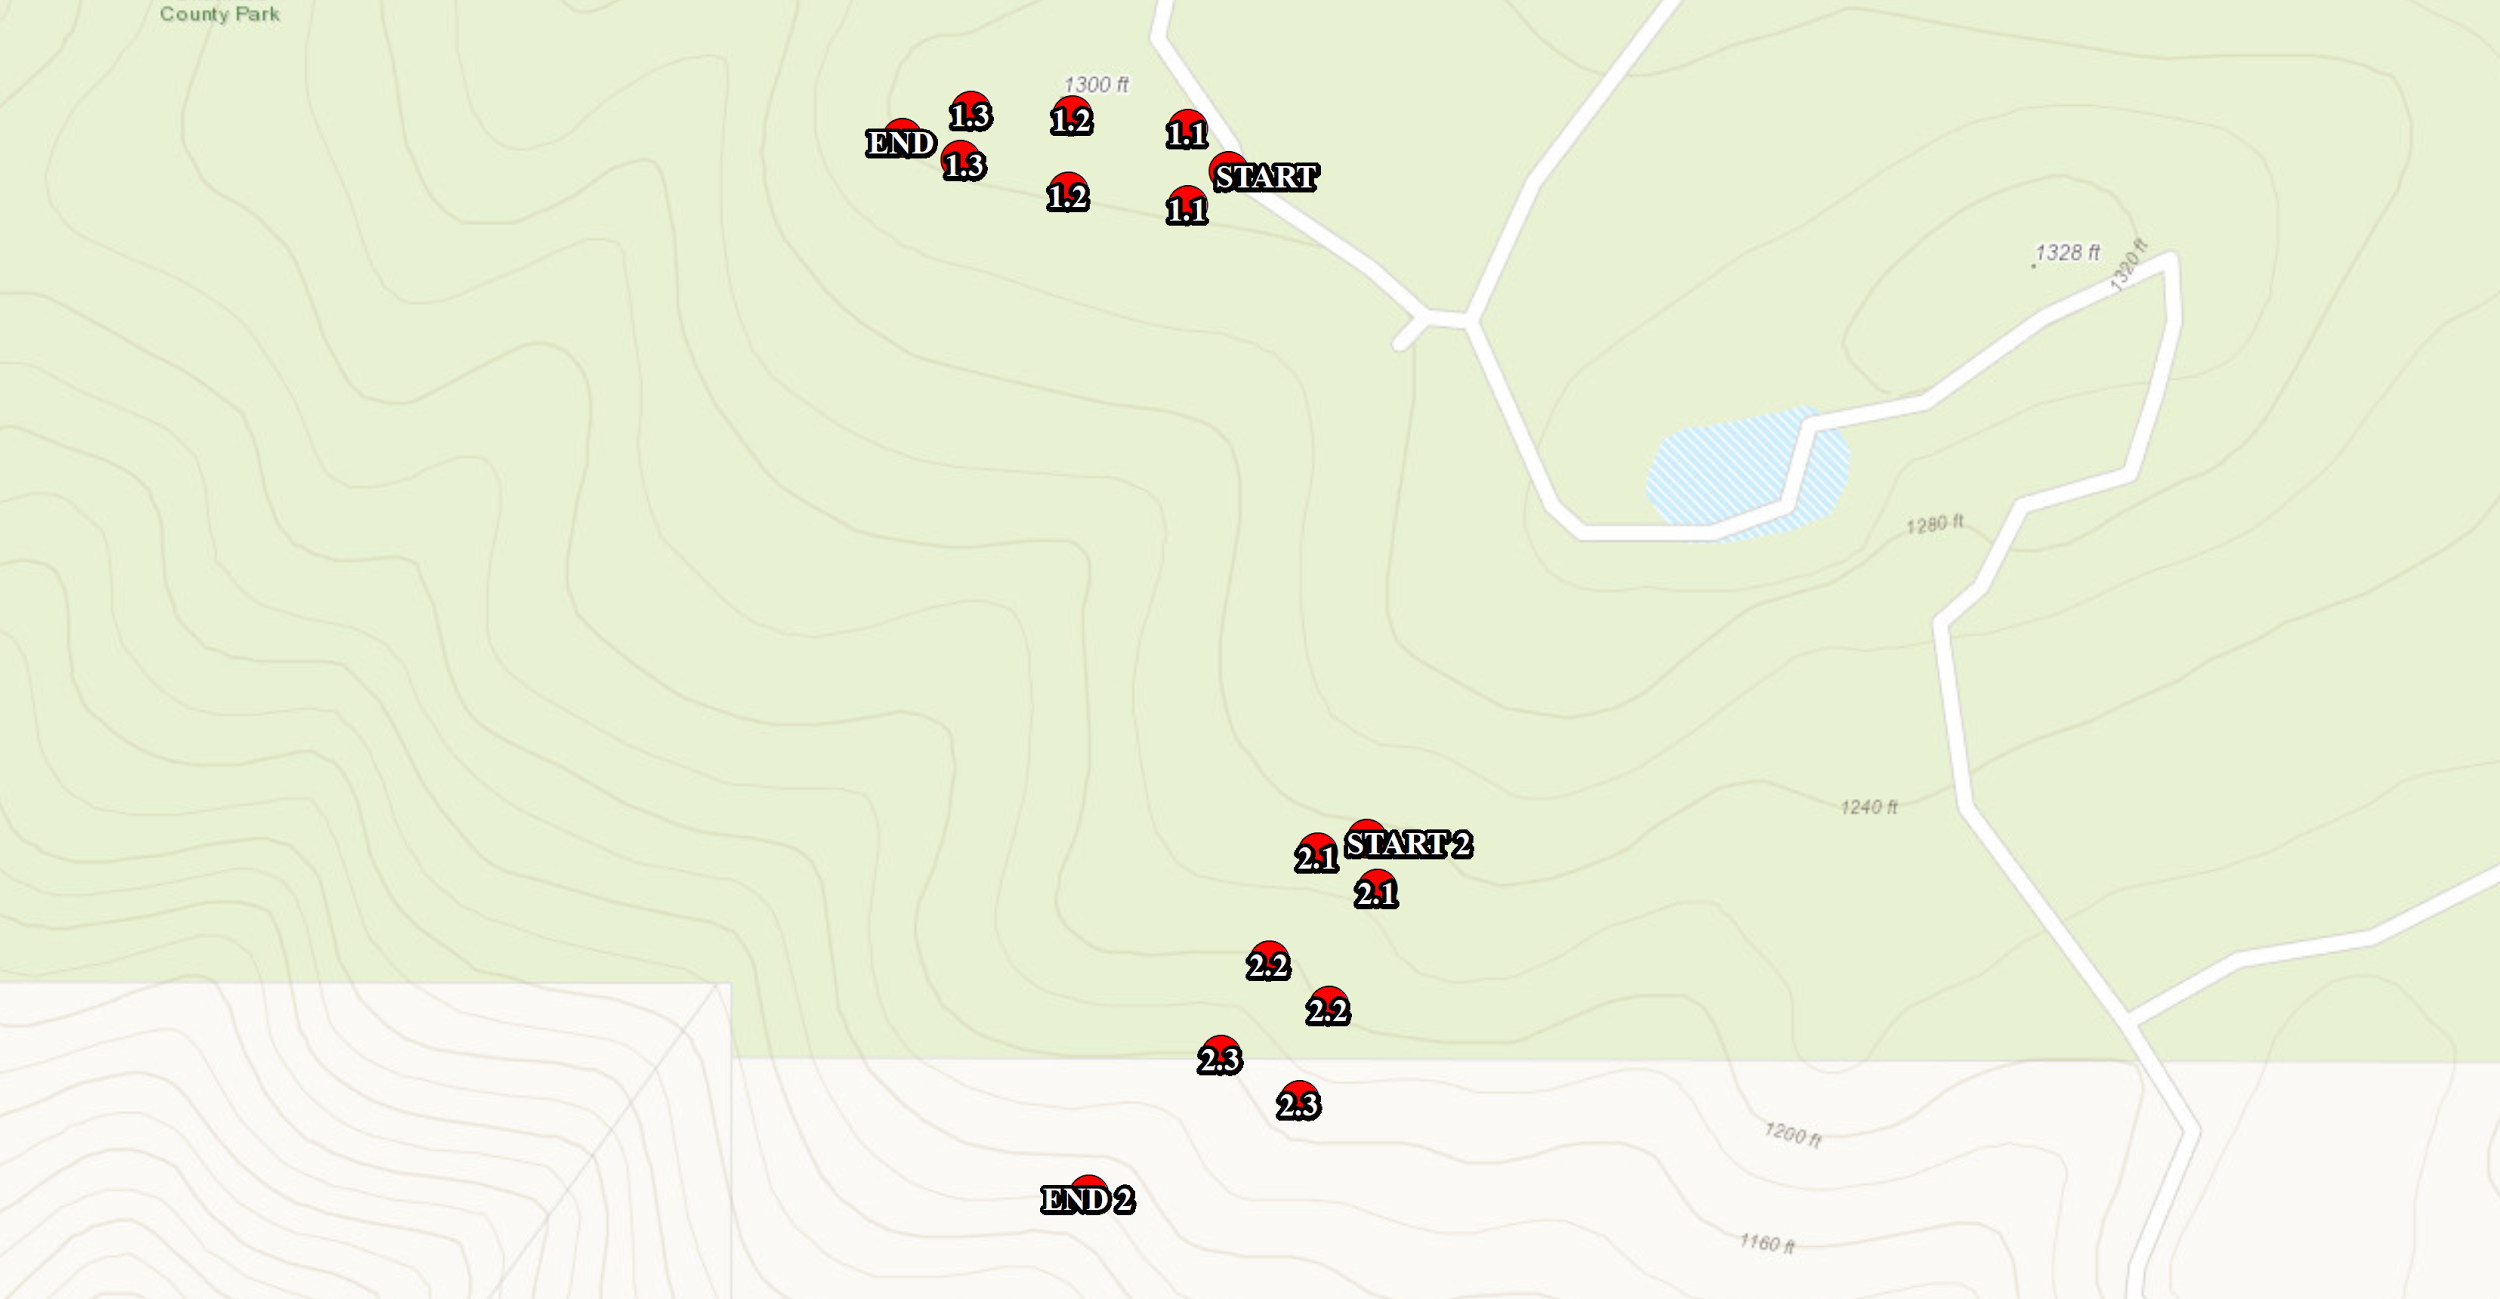 County Park
1300 ft
1.3
1.2
1.1
END
1.3
START
1.2
1.1
1328 ft
1320 ft
1280 ft
1240 ft
START 2
2.1
2.1
2.2
2.2
2.3
2.3
1200 ft
END 2
1160 ft